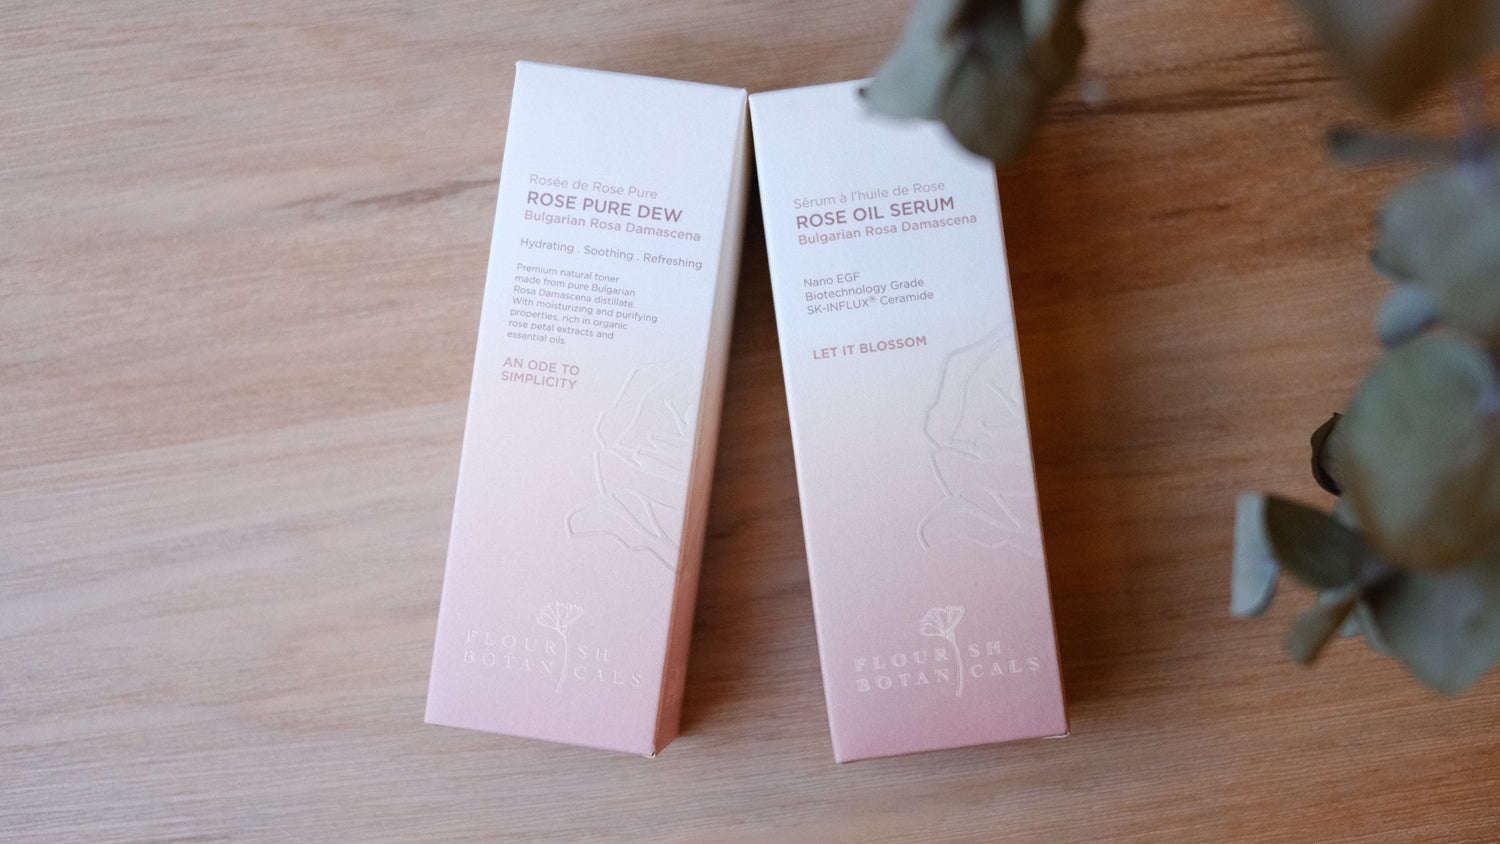 Rosée de Rose Pure
ROSE PURE DEW
Bulgarian Rosa Damascena
Hydrating . Soothing . Refreshing
Premium natural toner
made from pure Bulgarian
Rosa Damascena distillate.
With moisturizing and purifying
properties, rich in organic
rose petal extracts and
essential oils.
AN ODE TO
SIMPLICITY
FLOURISH
BOTANICALS
Sérum à l'huile de Rose
ROSE OIL SERUM
Bulgarian Rosa Damascena
Nano EGF
Biotechnology Grade
SK-INFLUX® Ceramide
LET IT BLOSSOM
FLOURISH
BOTANICALS